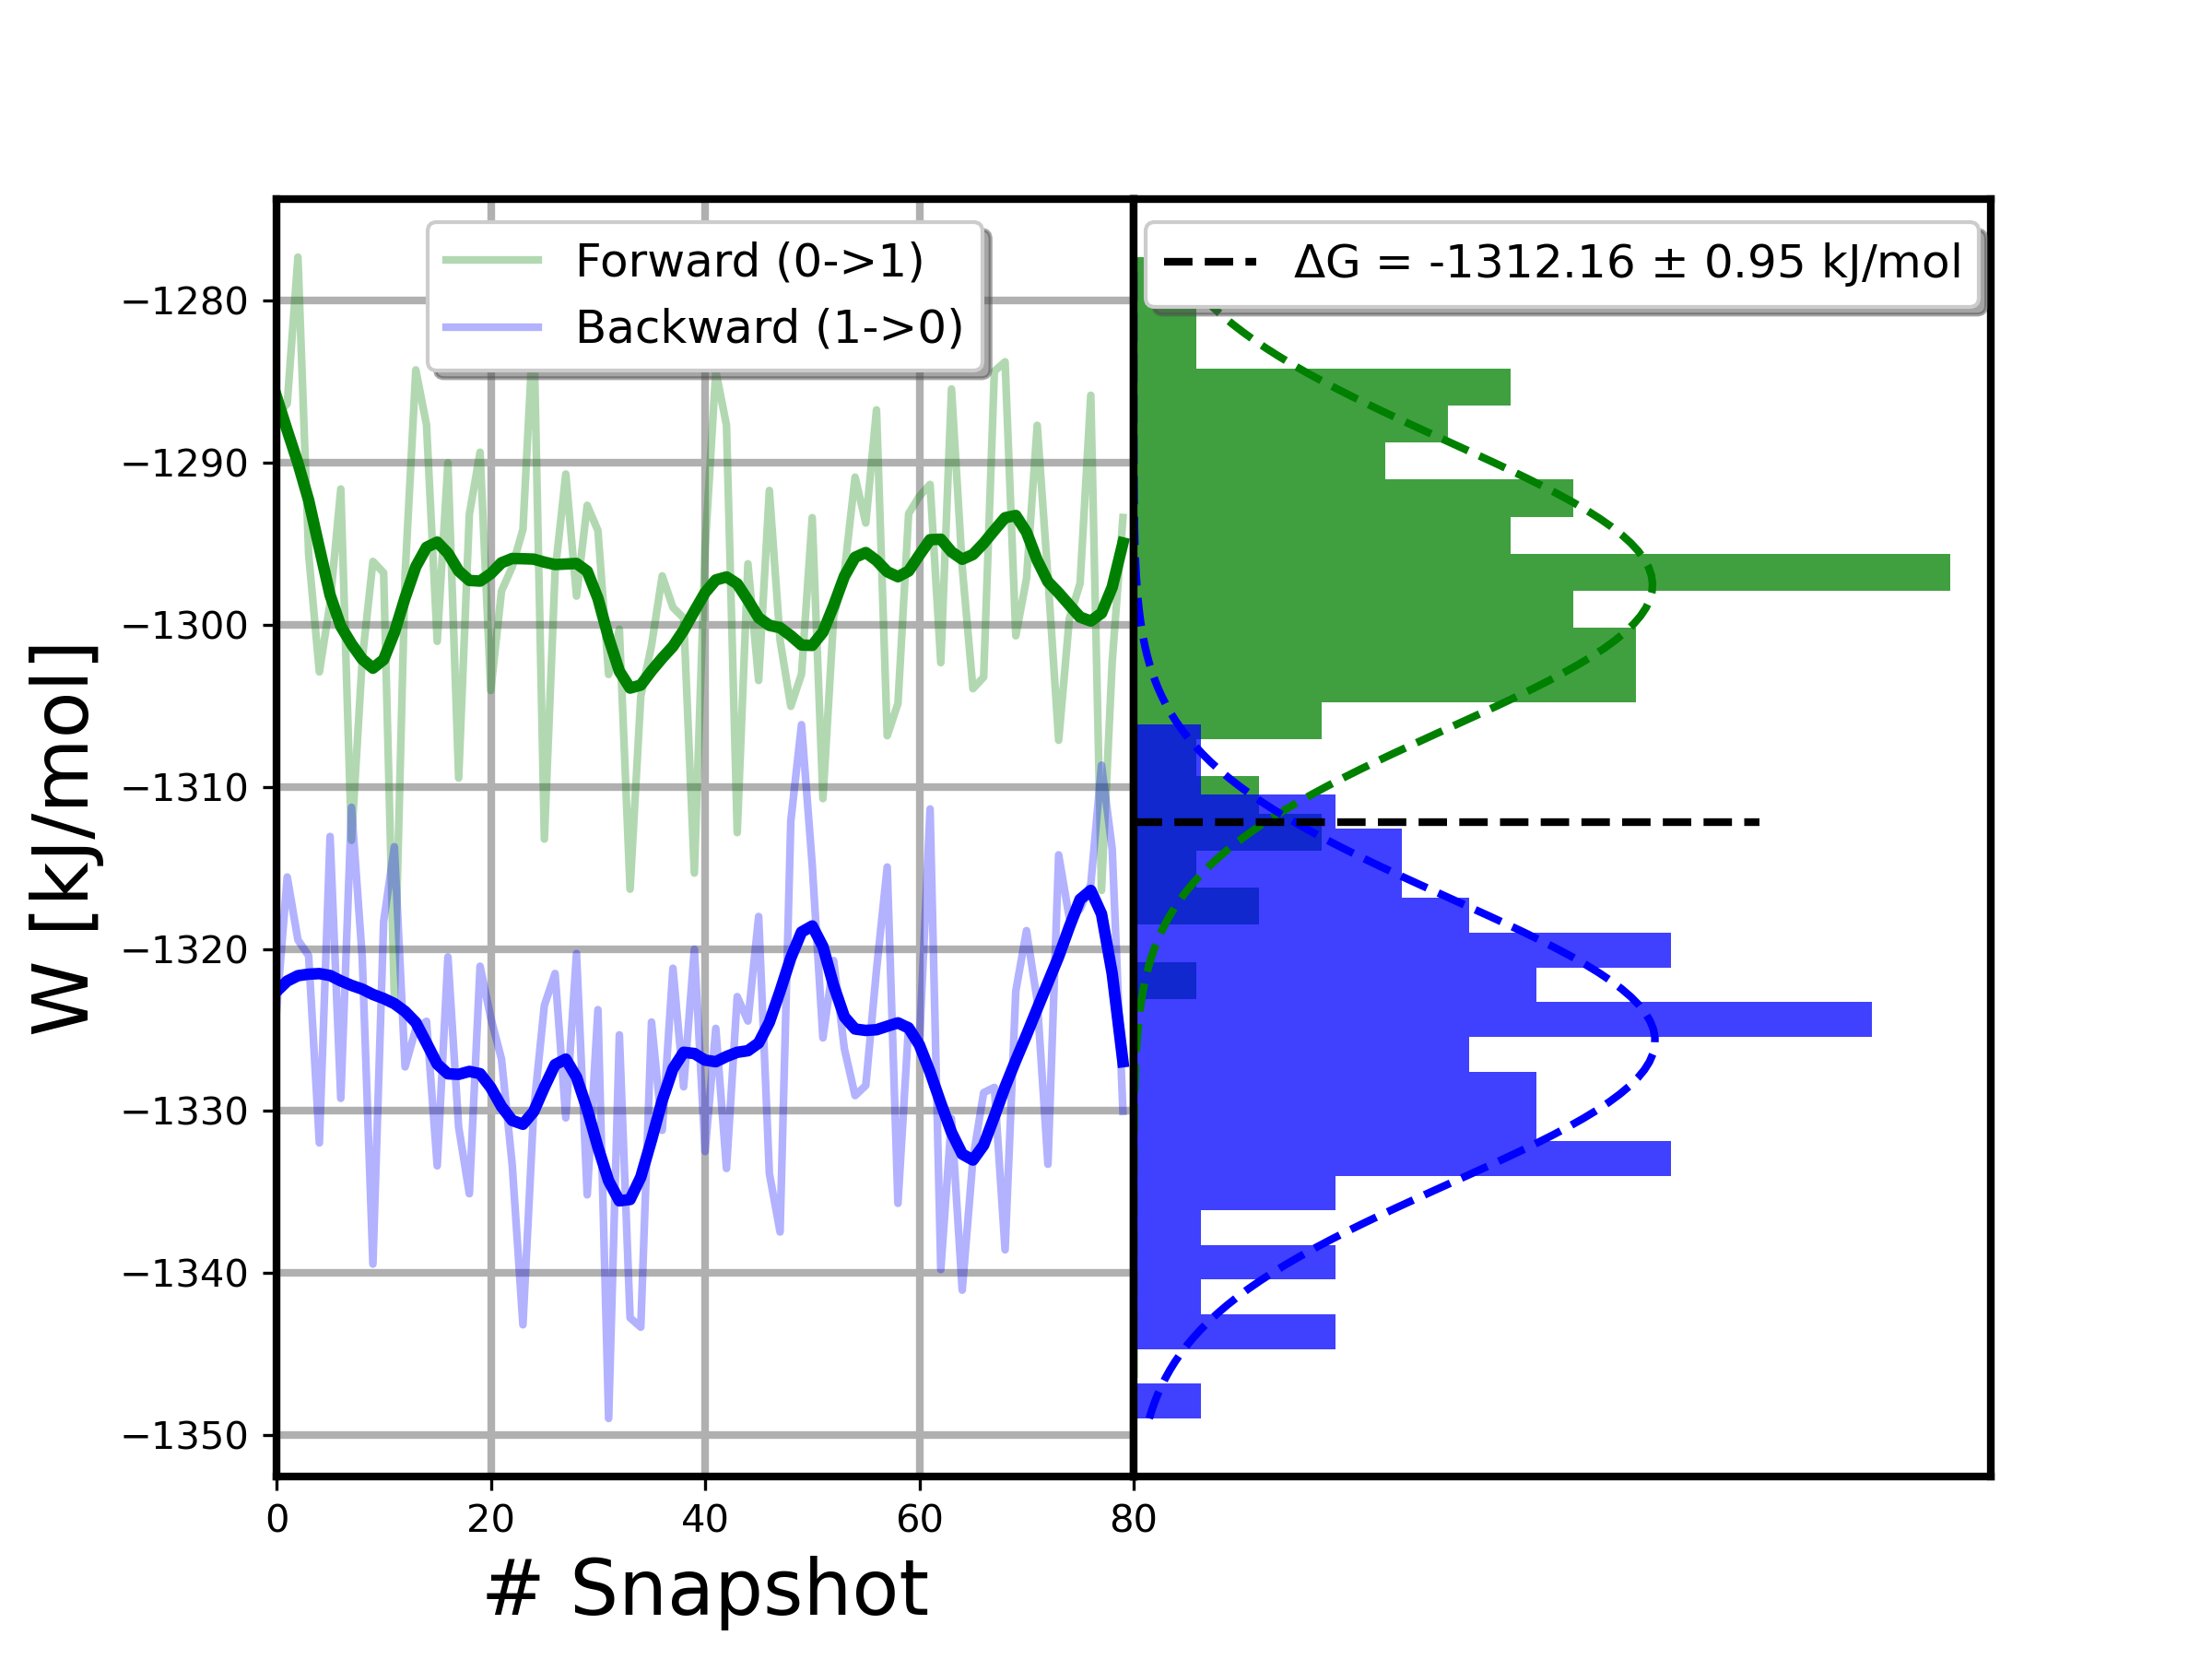 Forward (0->1)
Backward (1->0)
ΔG = -1312.16 ± 0.95 kJ/mol
−1280
−1290
−1300
−1310
−1320
−1330
−1340
−1350
W [kJ/mol]
0 20 40 60 80
# Snapshot